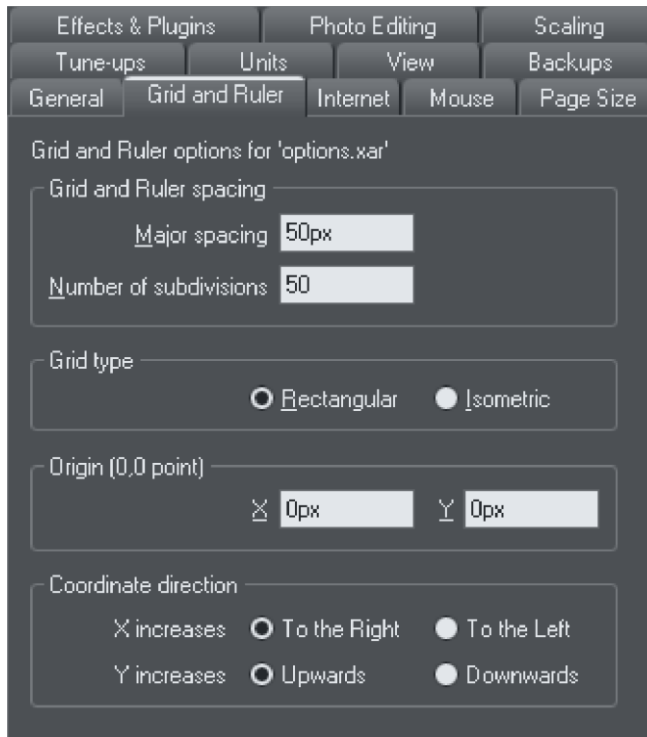 Effects & Plugins Photo Editing Scaling
Tune-ups Units View Backups
General Grid and Ruler Internet Mouse Page Size
Grid and Ruler options for 'options.xar'
Grid and Ruler spacing
Major spacing 50px
Number of subdivisions 50
Grid type
Rectangular Isometric
Origin (0,0 point)
X 0px Y 0px
Coordinate direction
X increases To the Right To the Left
Y increases Upwards Downwards